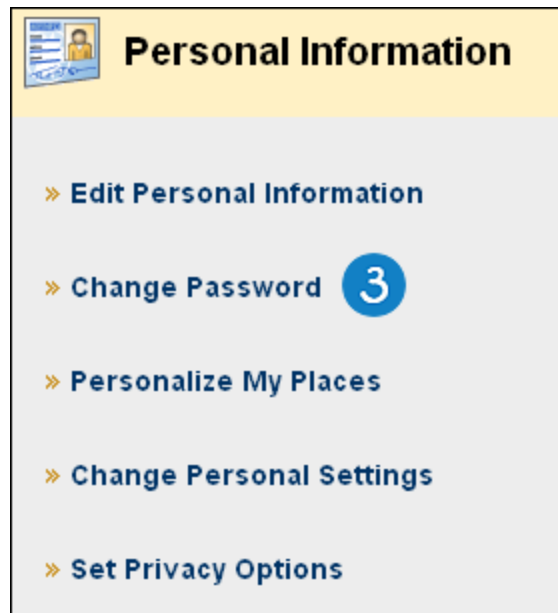 Personal Information
» Edit Personal Information
» Change Password 3
» Personalize My Places
» Change Personal Settings
» Set Privacy Options